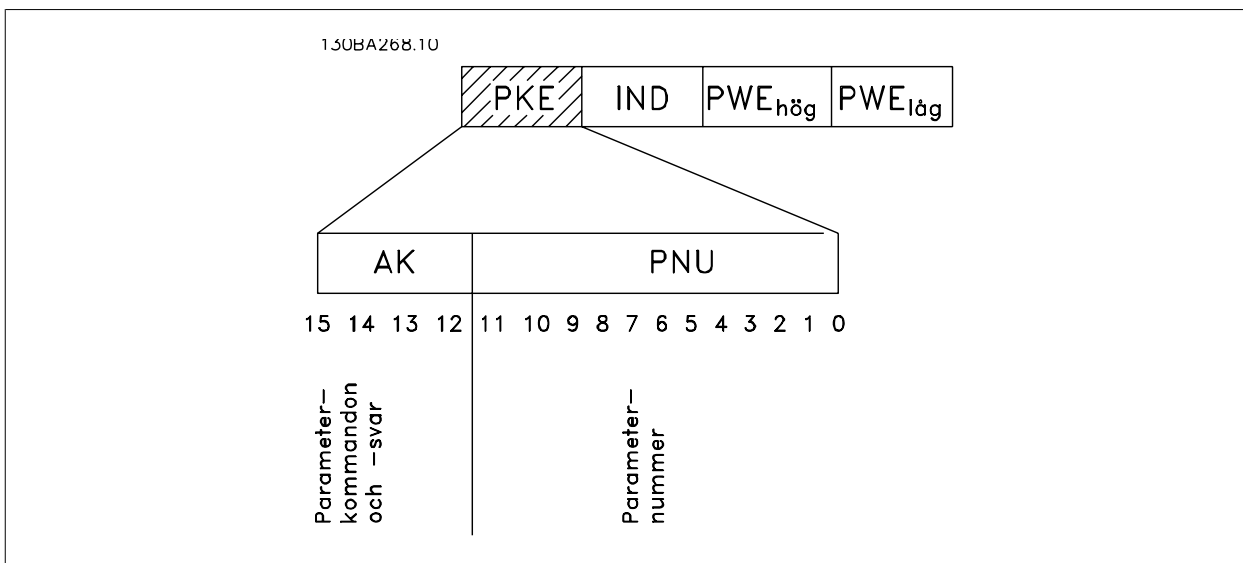 130BA268.10
PKE IND PWEhög PWElåg
AK PNU
15 14 13 12 11 10 9 8 7 6 5 4 3 2 1 0
Parameter–
kommandon
och –svar
Parameter–
nummer